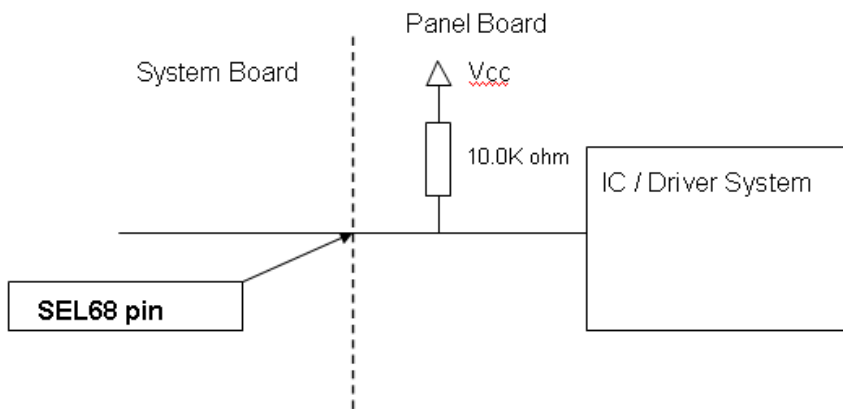 Panel Board
System Board
Vcc
10.0K ohm
IC / Driver System
SEL68 pin